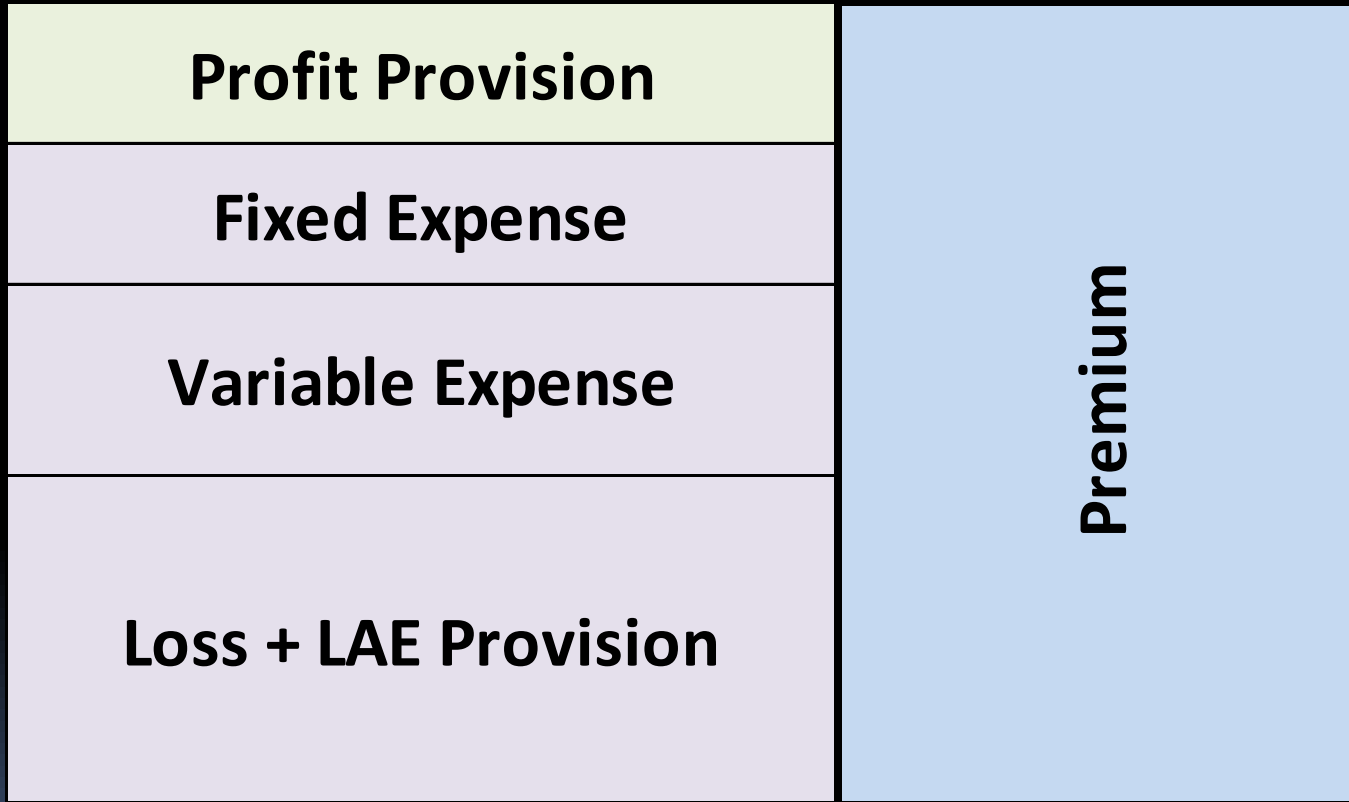 Profit Provision
Fixed Expense
Variable Expense
Loss + LAE Provision
Premium